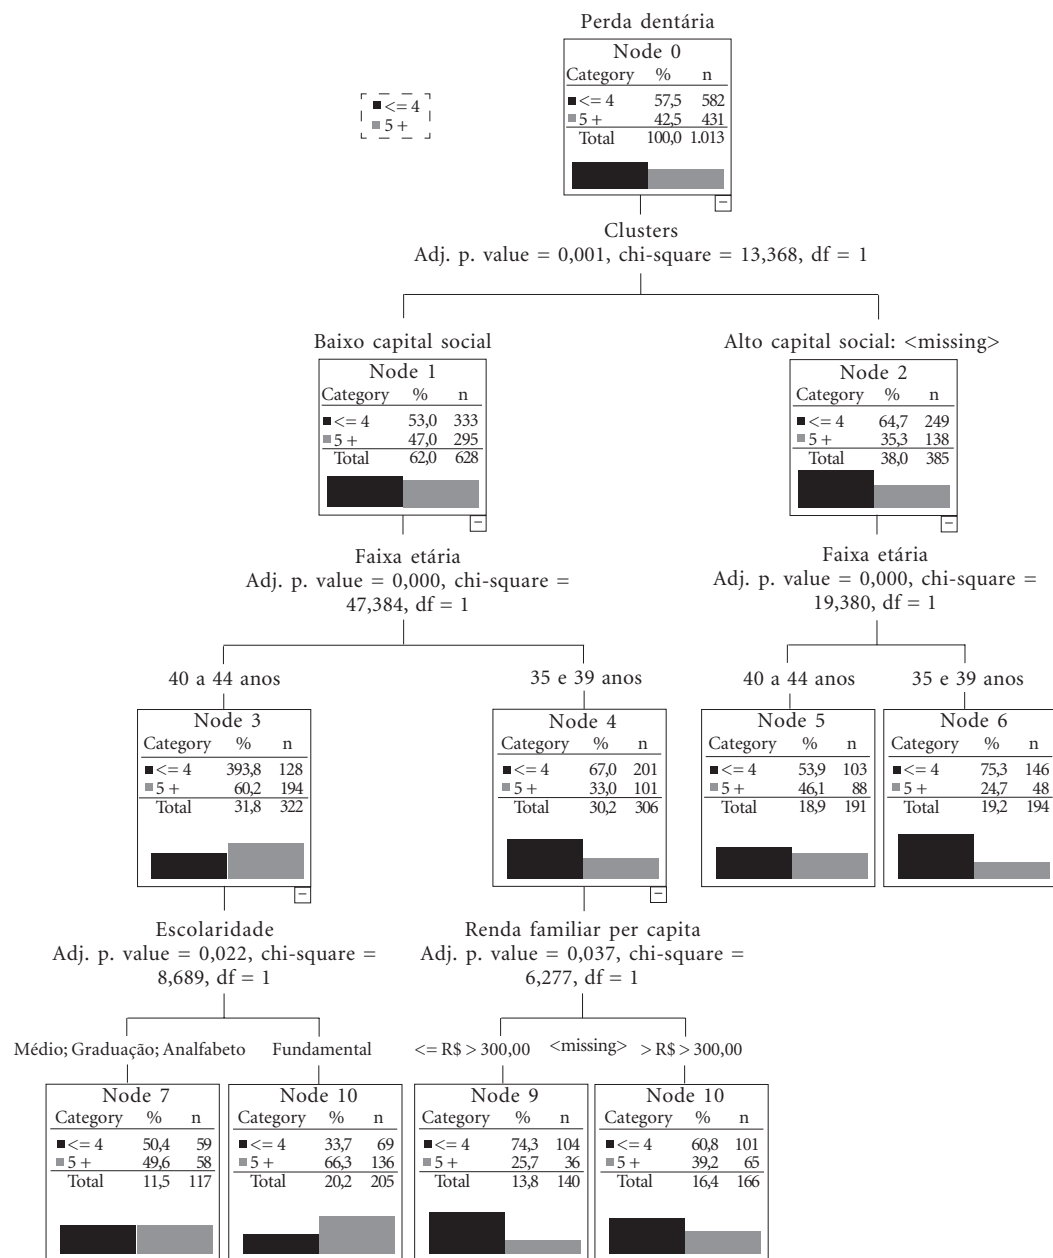 Perda dentária
Node 0
Category % n
<= 4 57,5 582
5 + 42,5 431
Total 100,0 1.013
<= 4
5 +
Clusters
Adj. p. value = 0,001, chi-square = 13,368, df = 1
Baixo capital social
Node 1
Category % n
<= 4 53,0 333
5 + 47,0 295
Total 62,0 628
Alto capital social: <missing>
Node 2
Category % n
<= 4 64,7 249
5 + 35,3 138
Total 38,0 385
Faixa etária
Adj. p. value = 0,000, chi-square =
47,384, df = 1
Faixa etária
Adj. p. value = 0,000, chi-square =
19,380, df = 1
40 a 44 anos
Node 3
Category % n
<= 4 393,8 128
5 + 60,2 194
Total 31,8 322
35 e 39 anos
Node 4
Category % n
<= 4 67,0 201
5 + 33,0 101
Total 30,2 306
40 a 44 anos
Node 5
Category % n
<= 4 53,9 103
5 + 46,1 88
Total 18,9 191
35 e 39 anos
Node 6
Category % n
<= 4 75,3 146
5 + 24,7 48
Total 19,2 194
Escolaridade
Adj. p. value = 0,022, chi-square =
8,689, df = 1
Renda familiar per capita
Adj. p. value = 0,037, chi-square =
6,277, df = 1
Médio; Graduação; Analfabeto
Node 7
Category % n
<= 4 50,4 59
5 + 49,6 58
Total 11,5 117
Fundamental
Node 10
Category % n
<= 4 33,7 69
5 + 66,3 136
Total 20,2 205
<= R$ > 300,00
<missing>
> R$ > 300,00
Node 9
Category % n
<= 4 74,3 104
5 + 25,7 36
Total 13,8 140
Node 10
Category % n
<= 4 60,8 101
5 + 39,2 65
Total 16,4 166